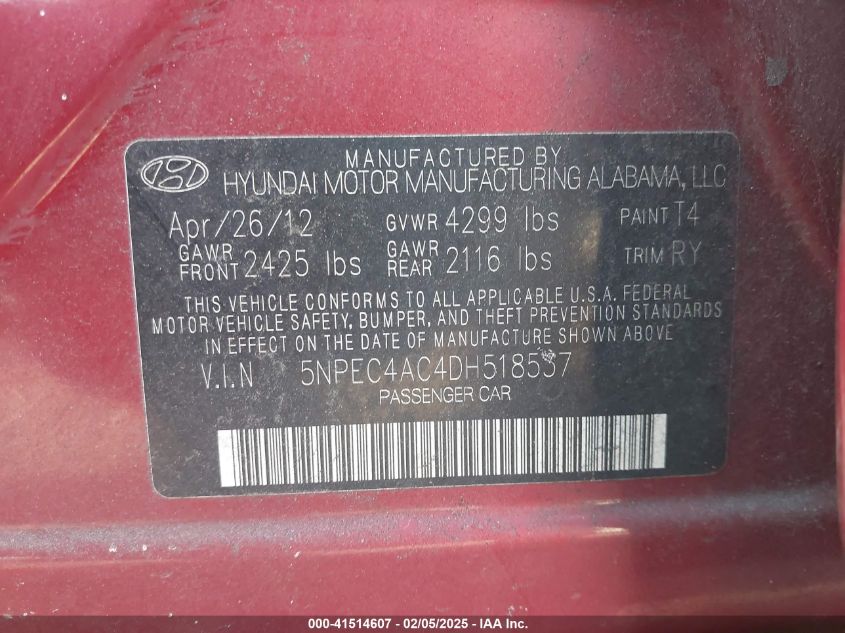 MANUFACTURED BY
HYUNDAI MOTOR MANUFACTURING ALABAMA, LLC
Apr/26/12 GVWR 4299 lbs PAINT T4
GAWR FRONT 2425 lbs GAWR REAR 2116 lbs TRIM RY
THIS VEHICLE CONFORMS TO ALL APPLICABLE U.S.A. FEDERAL
MOTOR VEHICLE SAFETY, BUMPER, AND THEFT PREVENTION STANDARDS
IN EFFECT ON THE DATE OF MANUFACTURE SHOWN ABOVE
V.I.N 5NPEC4AC4DH518537
PASSENGER CAR
000-41514607 - 02/05/2025 - IAA Inc.